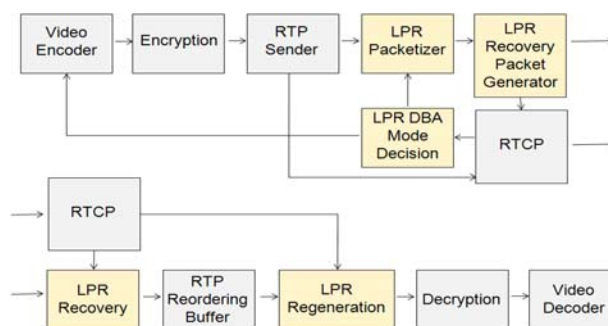 Video
Encoder
Encryption
RTP
Sender
LPR
Packetizer
LPR
Recovery
Packet
Generator
LPR DBA
Mode
Decision
RTCP
RTCP
LPR
Recovery
RTP
Reordering
Buffer
LPR
Regeneration
Decryption
Video
Decoder